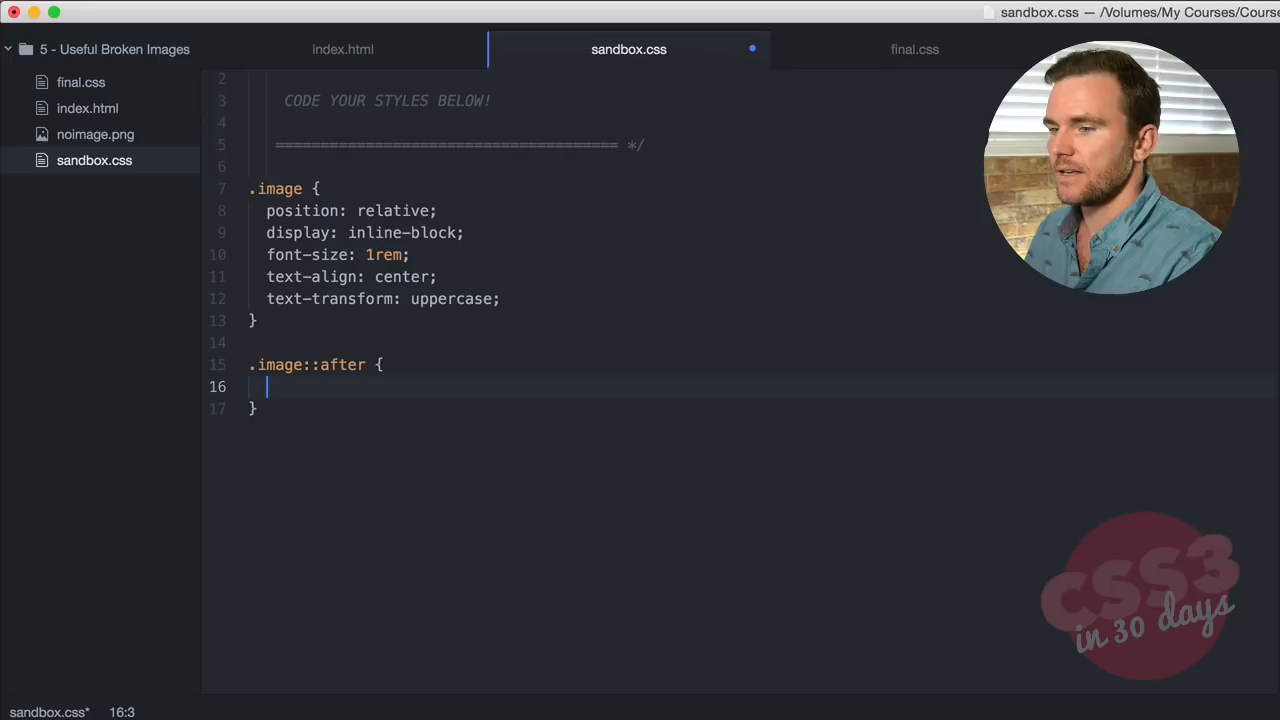 sandbox.css — /Volumes/My Courses/Course
5 - Useful Broken Images
index.html
sandbox.css
final.css
final.css
index.html
noimage.png
sandbox.css
2
3 CODE YOUR STYLES BELOW!
4
5 ====================================== */
6
7 .image {
8 position: relative;
9 display: inline-block;
10 font-size: 1rem;
11 text-align: center;
12 text-transform: uppercase;
13 }
14
15 .image::after {
16
17 }
CSS3
in 30 days
sandbox.css* 16:3